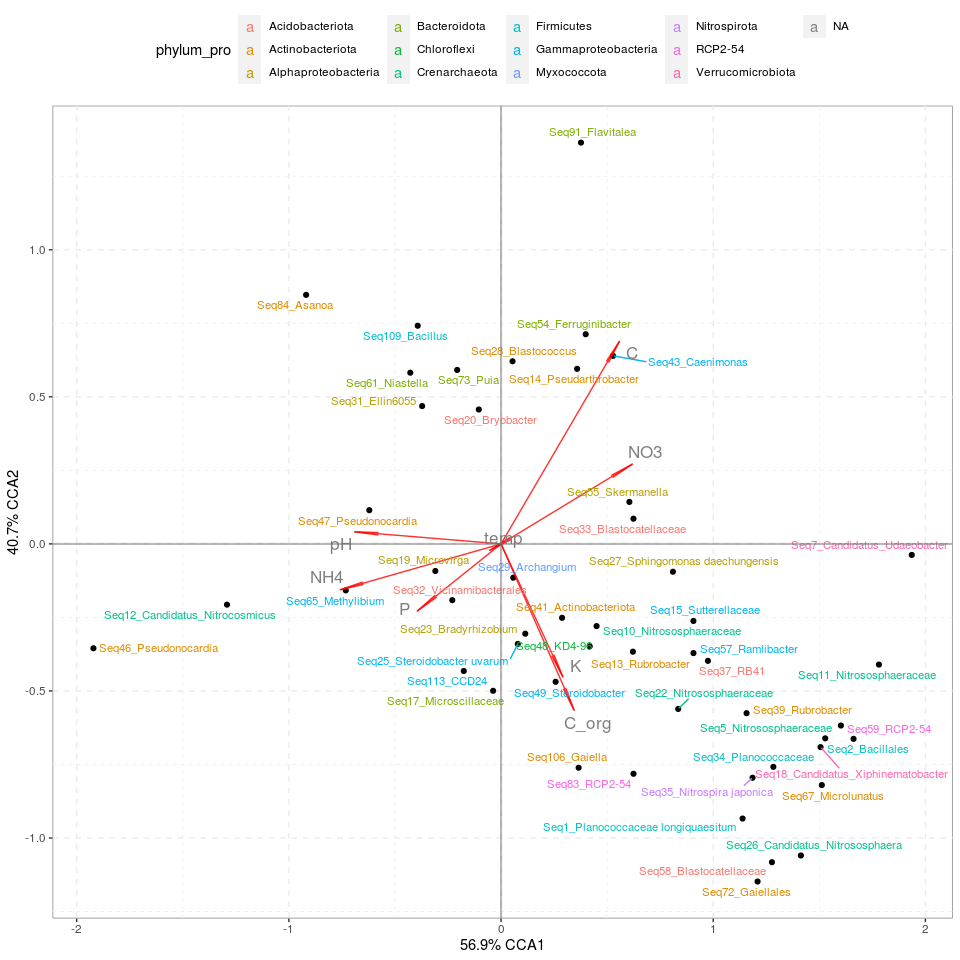 a Acidobacteriota a Bacteroidota a Firmicutes a Nitrospirota a NA
phylum_pro a Actinobacteriota a Chloroflexi a Gammaproteobacteria a RCP2-54
a Alphaproteobacteria a Crenarchaeota a Myxococcota a Verrucomicrobiota
Seq91_Flavitalea
1.0
Seq84_Asanoa
Seq54_Ferruginibacter
Seq109_Bacillus
Seq28_Blastococcus
C
Seq43_Caenimonas
Seq61_Niastella
Seq73_Puia
Seq14_Pseudarthrobacter
0.5
Seq31_Ellin6055
Seq20_Bryobacter
NO3
Seq55_Skermanella
Seq47_Pseudonocardia
Seq33_Blastocatellaceae
temp
0.0
pH
Seq7_Candidatus_Udaeobacter
Seq19_Microvirga
Seq29_Archangium
Seq27_Sphingomonas daechungensis
NH4
Seq32_Vicinamibacterales
Seq65_Methylibium
P
Seq41_Actinobacteriota
Seq15_Sutterellaceae
Seq12_Candidatus_Nitrocosmicus
Seq23_Bradyrhizobium
Seq10_Nitrososphaeraceae
Seq46_Pseudonocardia
Seq48_KD4-96
Seq57_Ramlibacter
Seq25_Steroidobacter uvarum
K
Seq13_Rubrobacter
Seq37_RB41
Seq11_Nitrososphaeraceae
Seq113_CCD24
-0.5
Seq49_Steroidobacter
Seq22_Nitrososphaeraceae
Seq17_Microscillaceae
Seq39_Rubrobacter
C_org
Seq5_Nitrososphaeraceae
Seq59_RCP2-54
Seq2_Bacillales
Seq106_Gaiella
Seq34_Planococcaceae
Seq18_Candidatus_Xiphinematobacter
Seq83_RCP2-54
Seq35_Nitrospira japonica
Seq67_Microlunatus
Seq1_Planococcaceae longiquaesitum
-1.0
Seq26_Candidatus_Nitrososphaera
Seq58_Blastocatellaceae
Seq72_Gaiellales
-2 -1 0 1 2
56.9% CCA1
40.7% CCA2